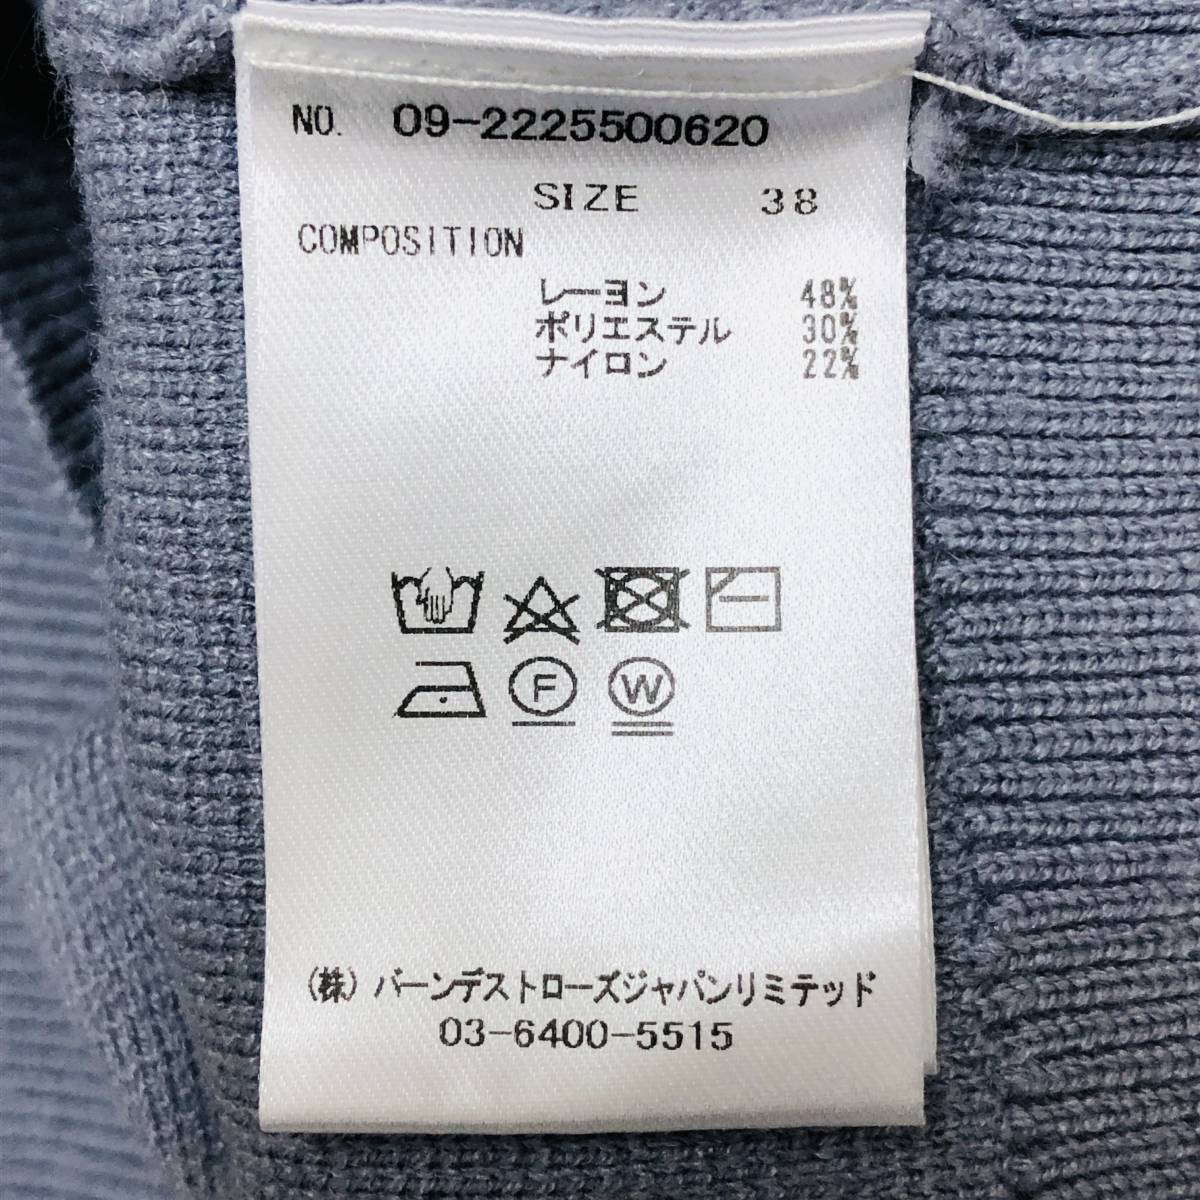 NO. 09-2225500620
SIZE 38
COMPOSITION
レーヨン 48%
ポリエステル 30%
ナイロン 22%
F W
(株) バーンデストローズジャパンリミテッド
03-6400-5515